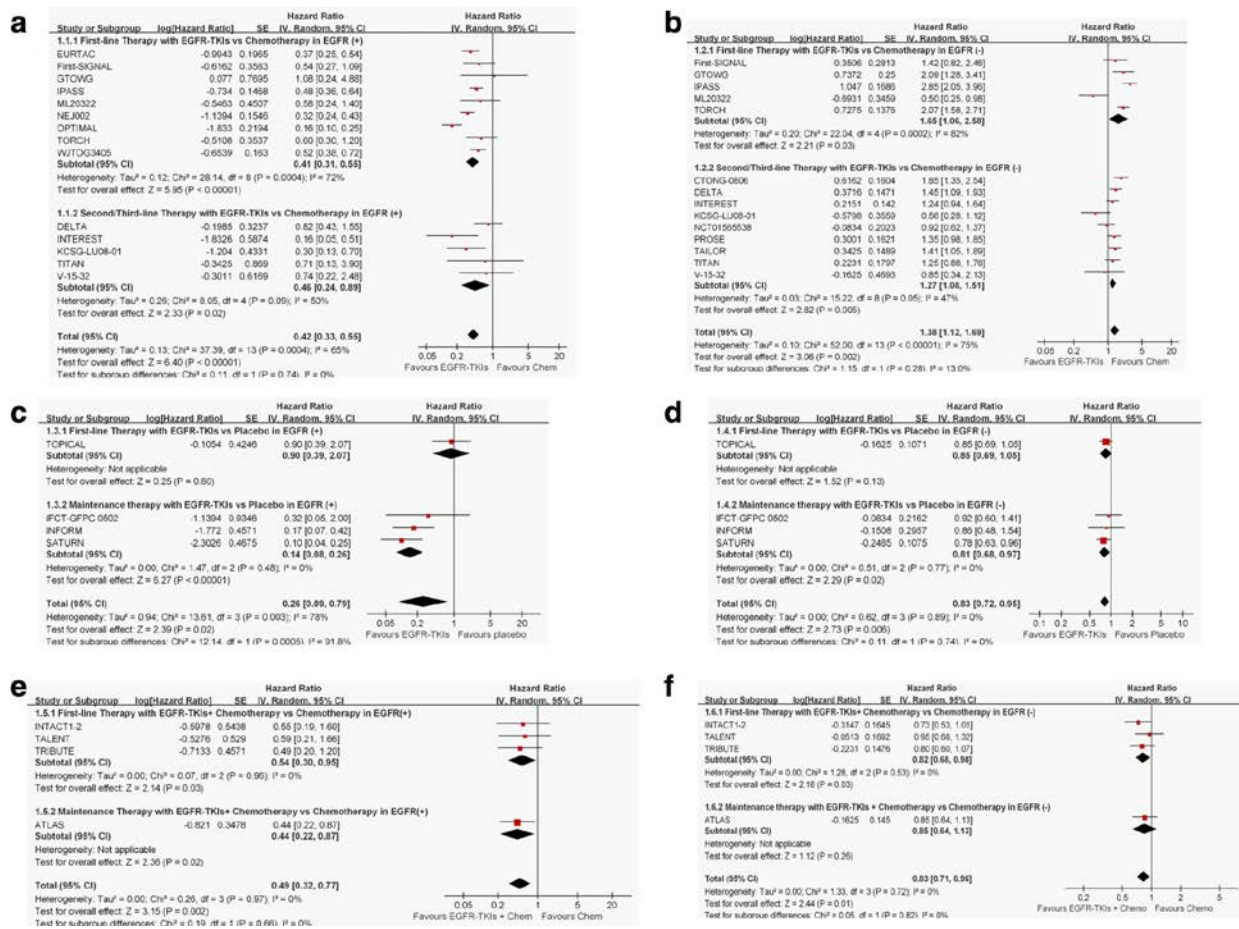 a
Hazard Ratio Hazard Ratio
Study or Subgroup log[Hazard Ratio] SE IV, Random, 95% CI IV, Random, 95% CI
1.1.1 First-line Therapy with EGFR-TKIs vs Chemotherapy in EGFR (+)
EURTAC -0.9943 0.1965 0.37 [0.25, 0.54]
First-SIGNAL -0.6162 0.3583 0.54 [0.27, 1.09]
GTOWG 0.077 0.7695 1.08 [0.24, 4.88]
IPASS -0.734 0.1468 0.48 [0.36, 0.64]
ML20322 -0.5463 0.4507 0.58 [0.24, 1.40]
NEJ002 -1.1394 0.1546 0.32 [0.24, 0.43]
OPTIMAL -1.833 0.2194 0.16 [0.10, 0.25]
TORCH -0.5108 0.3537 0.60 [0.30, 1.20]
WJTOG3405 -0.6539 0.163 0.52 [0.38, 0.72]
Subtotal (95% CI) 0.41 [0.31, 0.55]
Heterogeneity: Tau² = 0.12; Chi² = 28.14, df = 8 (P = 0.0004); I² = 72%
Test for overall effect: Z = 5.95 (P < 0.00001)
1.1.2 Second/Third-line Therapy with EGFR-TKIs vs Chemotherapy in EGFR (+)
DELTA -0.1985 0.3237 0.82 [0.43, 1.55]
INTEREST -1.8326 0.5874 0.16 [0.05, 0.51]
KCSG-LU08-01 -1.204 0.4331 0.30 [0.13, 0.70]
TITAN -0.3425 0.869 0.71 [0.13, 3.90]
V-15-32 -0.3011 0.6169 0.74 [0.22, 2.48]
Subtotal (95% CI) 0.46 [0.24, 0.89]
Heterogeneity: Tau² = 0.26; Chi² = 8.05, df = 4 (P = 0.09); I² = 50%
Test for overall effect: Z = 2.33 (P = 0.02)
Total (95% CI) 0.42 [0.33, 0.55]
Heterogeneity: Tau² = 0.13; Chi² = 37.39, df = 13 (P = 0.0004); I² = 65%
Test for overall effect: Z = 6.40 (P < 0.00001)
Test for subgroup differences: Chi² = 0.11, df = 1 (P = 0.74), I² = 0%
0.05 0.2 1 5 20
Favours EGFR-TKIs Favours Chem
b
Hazard Ratio Hazard Ratio
Study or Subgroup log[Hazard Ratio] SE IV, Random, 95% CI IV, Random, 95% CI
1.2.1 First-line Therapy with EGFR-TKIs vs Chemotherapy in EGFR (-)
First-SIGNAL 0.3506 0.2813 1.42 [0.82, 2.46]
GTOWG 0.7372 0.25 2.09 [1.28, 3.41]
IPASS 1.047 0.1686 2.85 [2.05, 3.96]
ML20322 -0.6931 0.3459 0.50 [0.25, 0.98]
TORCH 0.7275 0.1376 2.07 [1.58, 2.71]
Subtotal (95% CI) 1.65 [1.06, 2.58]
Heterogeneity: Tau² = 0.20; Chi² = 22.04, df = 4 (P = 0.0002); I² = 82%
Test for overall effect: Z = 2.21 (P = 0.03)
1.2.2 Second/Third-line Therapy with EGFR-TKIs vs Chemotherapy in EGFR (-)
CTONG-0806 0.6162 0.1604 1.85 [1.35, 2.54]
DELTA 0.3716 0.1471 1.45 [1.09, 1.93]
INTEREST 0.2151 0.142 1.24 [0.94, 1.64]
KCSG-LU08-01 -0.5798 0.3559 0.56 [0.28, 1.12]
NCT01565538 -0.0834 0.2023 0.92 [0.62, 1.37]
PROSE 0.3001 0.1621 1.35 [0.98, 1.85]
TAILOR 0.3425 0.1489 1.41 [1.05, 1.89]
TITAN 0.2231 0.1797 1.25 [0.88, 1.78]
V-15-32 -0.1625 0.4693 0.85 [0.34, 2.13]
Subtotal (95% CI) 1.27 [1.08, 1.51]
Heterogeneity: Tau² = 0.03; Chi² = 15.22, df = 8 (P = 0.05); I² = 47%
Test for overall effect: Z = 2.82 (P = 0.005)
Total (95% CI) 1.38 [1.12, 1.69]
Heterogeneity: Tau² = 0.10; Chi² = 52.00, df = 13 (P < 0.00001); I² = 75%
Test for overall effect: Z = 3.06 (P = 0.002)
Test for subgroup differences: Chi² = 1.15, df = 1 (P = 0.28), I² = 13.0%
0.05 0.2 1 5 20
Favours EGFR-TKIs Favours Chem
c
Hazard Ratio Hazard Ratio
Study or Subgroup log[Hazard Ratio] SE IV, Random, 95% CI IV, Random, 95% CI
1.3.1 First-line Therapy with EGFR-TKIs vs Placebo in EGFR (+)
TOPICAL -0.1054 0.4246 0.90 [0.39, 2.07]
Subtotal (95% CI) 0.90 [0.39, 2.07]
Heterogeneity: Not applicable
Test for overall effect: Z = 0.25 (P = 0.80)
1.3.2 Maintenance therapy with EGFR-TKIs vs Placebo in EGFR (+)
IFCT-GFPC 0502 -1.1394 0.9346 0.32 [0.05, 2.00]
INFORM -1.772 0.4571 0.17 [0.07, 0.42]
SATURN -2.3026 0.4675 0.10 [0.04, 0.25]
Subtotal (95% CI) 0.14 [0.08, 0.26]
Heterogeneity: Tau² = 0.00; Chi² = 1.47, df = 2 (P = 0.48); I² = 0%
Test for overall effect: Z = 6.27 (P < 0.00001)
Total (95% CI) 0.26 [0.09, 0.79]
Heterogeneity: Tau² = 0.94; Chi² = 13.61, df = 3 (P = 0.003); I² = 78%
Test for overall effect: Z = 2.39 (P = 0.02)
Test for subgroup differences: Chi² = 12.14, df = 1 (P = 0.0005), I² = 91.8%
0.05 0.2 1 5 20
Favours EGFR-TKIs Favours placebo
d
Hazard Ratio Hazard Ratio
Study or Subgroup log[Hazard Ratio] SE IV, Random, 95% CI IV, Random, 95% CI
1.4.1 First-line Therapy with EGFR-TKIs vs Placebo in EGFR (-)
TOPICAL -0.1625 0.1071 0.85 [0.69, 1.05]
Subtotal (95% CI) 0.85 [0.69, 1.05]
Heterogeneity: Not applicable
Test for overall effect: Z = 1.52 (P = 0.13)
1.4.2 Maintenance therapy with EGFR-TKIs vs Placebo in EGFR (-)
IFCT-GFPC 0502 -0.0834 0.2162 0.92 [0.60, 1.41]
INFORM -0.1508 0.2957 0.86 [0.48, 1.54]
SATURN -0.2485 0.1075 0.78 [0.63, 0.96]
Subtotal (95% CI) 0.81 [0.68, 0.97]
Heterogeneity: Tau² = 0.00; Chi² = 0.51, df = 2 (P = 0.77); I² = 0%
Test for overall effect: Z = 2.29 (P = 0.02)
Total (95% CI) 0.83 [0.72, 0.95]
Heterogeneity: Tau² = 0.00; Chi² = 0.62, df = 3 (P = 0.89); I² = 0%
Test for overall effect: Z = 2.73 (P = 0.006)
Test for subgroup differences: Chi² = 0.11, df = 1 (P = 0.74), I² = 0%
0.1 0.2 0.5 1 2 5 10
Favours EGFR-TKIs Favours Placebo
e
Hazard Ratio Hazard Ratio
Study or Subgroup log[Hazard Ratio] SE IV, Random, 95% CI IV, Random, 95% CI
1.5.1 First-line Therapy with EGFR-TKIs+ Chemotherapy vs Chemotherapy in EGFR(+)
INTACT1-2 -0.5978 0.5438 0.55 [0.19, 1.60]
TALENT -0.5276 0.529 0.59 [0.21, 1.66]
TRIBUTE -0.7133 0.4571 0.49 [0.20, 1.20]
Subtotal (95% CI) 0.54 [0.30, 0.95]
Heterogeneity: Tau² = 0.00; Chi² = 0.07, df = 2 (P = 0.96); I² = 0%
Test for overall effect: Z = 2.14 (P = 0.03)
1.5.2 Maintenance Therapy with EGFR-TKIs+ Chemotherapy vs Chemotherapy in EGFR(+)
ATLAS -0.821 0.3478 0.44 [0.22, 0.87]
Subtotal (95% CI) 0.44 [0.22, 0.87]
Heterogeneity: Not applicable
Test for overall effect: Z = 2.36 (P = 0.02)
Total (95% CI) 0.49 [0.32, 0.77]
Heterogeneity: Tau² = 0.00; Chi² = 0.26, df = 3 (P = 0.97); I² = 0%
Test for overall effect: Z = 3.15 (P = 0.002)
Test for subgroup differences: Chi² = 0.19, df = 1 (P = 0.66), I² = 0%
0.05 0.2 1 5 20
Favours EGFR-TKIs + Chem Favours Chem
f
Hazard Ratio Hazard Ratio
Study or Subgroup log[Hazard Ratio] SE IV, Random, 95% CI IV, Random, 95% CI
1.6.1 First-line Therapy with EGFR-TKIs+ Chemotherapy vs Chemotherapy in EGFR (-)
INTACT1-2 -0.3147 0.1645 0.73 [0.53, 1.01]
TALENT -0.0513 0.1692 0.95 [0.68, 1.32]
TRIBUTE -0.2231 0.1476 0.80 [0.60, 1.07]
Subtotal (95% CI) 0.82 [0.68, 0.98]
Heterogeneity: Tau² = 0.00; Chi² = 1.28, df = 2 (P = 0.53); I² = 0%
Test for overall effect: Z = 2.18 (P = 0.03)
1.6.2 Maintenance therapy with EGFR-TKIs + Chemotherapy vs Chemotherapy in EGFR (-)
ATLAS -0.1625 0.145 0.85 [0.64, 1.13]
Subtotal (95% CI) 0.85 [0.64, 1.13]
Heterogeneity: Not applicable
Test for overall effect: Z = 1.12 (P = 0.26)
Total (95% CI) 0.83 [0.71, 0.96]
Heterogeneity: Tau² = 0.00; Chi² = 1.33, df = 3 (P = 0.72); I² = 0%
Test for overall effect: Z = 2.44 (P = 0.01)
Test for subgroup differences: Chi² = 0.05, df = 1 (P = 0.82), I² = 0%
0.05 0.2 1 5 20
Favours EGFR-TKIs + Chemo Favours Chemo